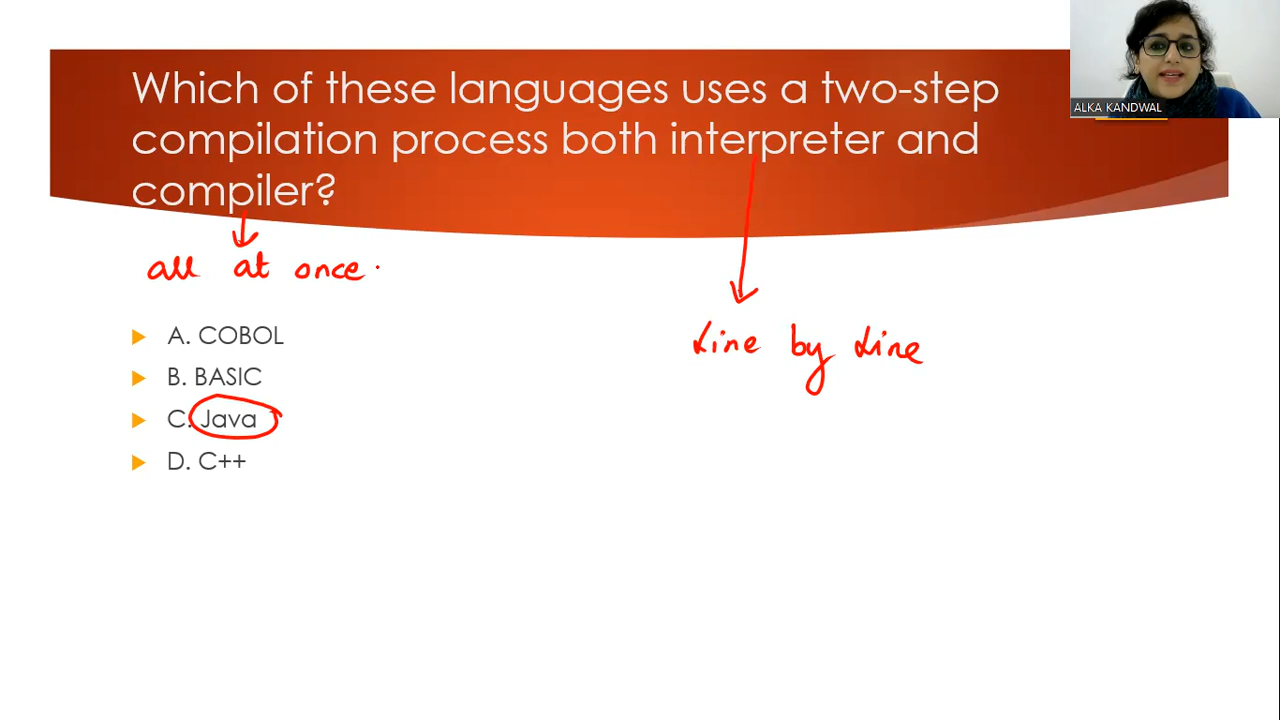 Which of these languages uses a two-step
compilation process both interpreter and
compiler?
ALKA KANDWAL
all at once.
Line by Line
A. COBOL
B. BASIC
C. Java
D. C++